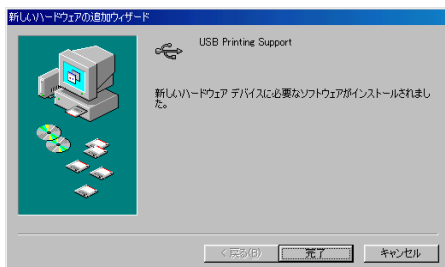 新しいハードウェアの追加ウィザード
USB Printing Support
新しいハードウェア デバイスに必要なソフトウェアがインストールされまし
た。
< 戻る(B)
完了
キャンセル